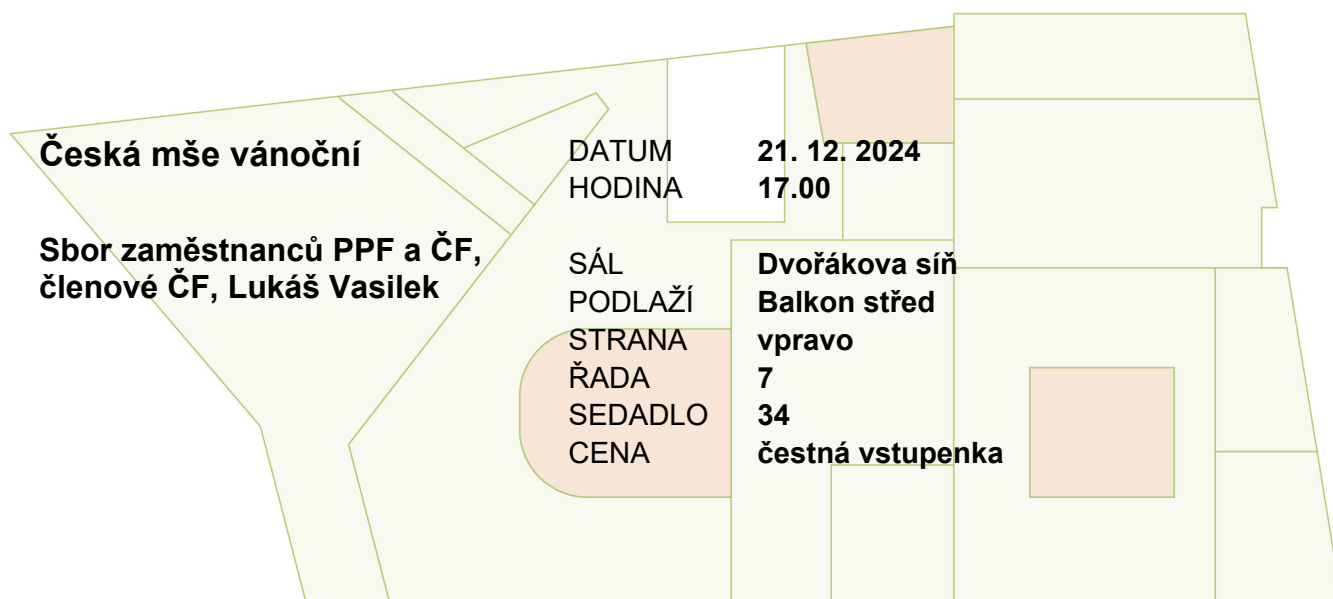 Česká mše vánoční
Sbor zaměstnanců PPF a ČF,
členové ČF, Lukáš Vasilek
DATUM 21. 12. 2024
HODINA 17.00
SÁL Dvořákova síň
PODLAŽÍ Balkon střed
STRANA vpravo
ŘADA 7
SEDADLO 34
CENA čestná vstupenka